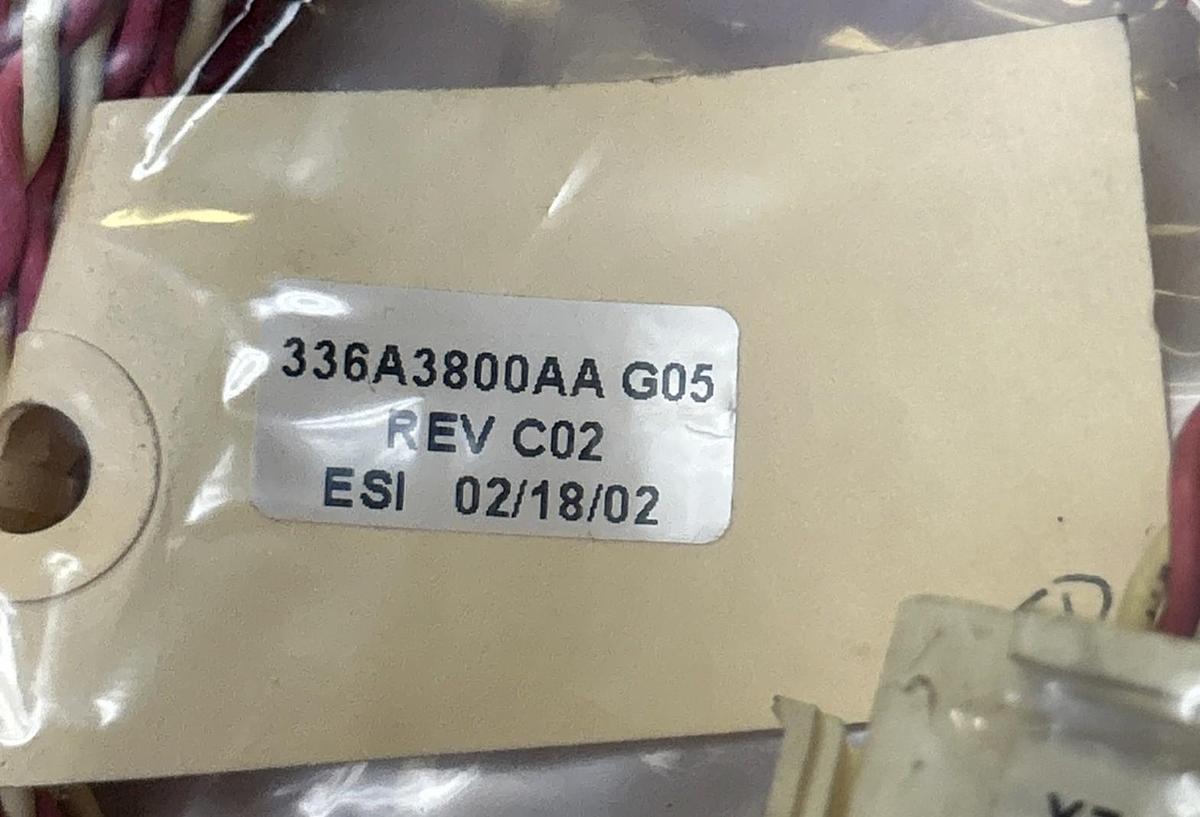 336A3800AA G05
REV C02
ESI 02/18/02